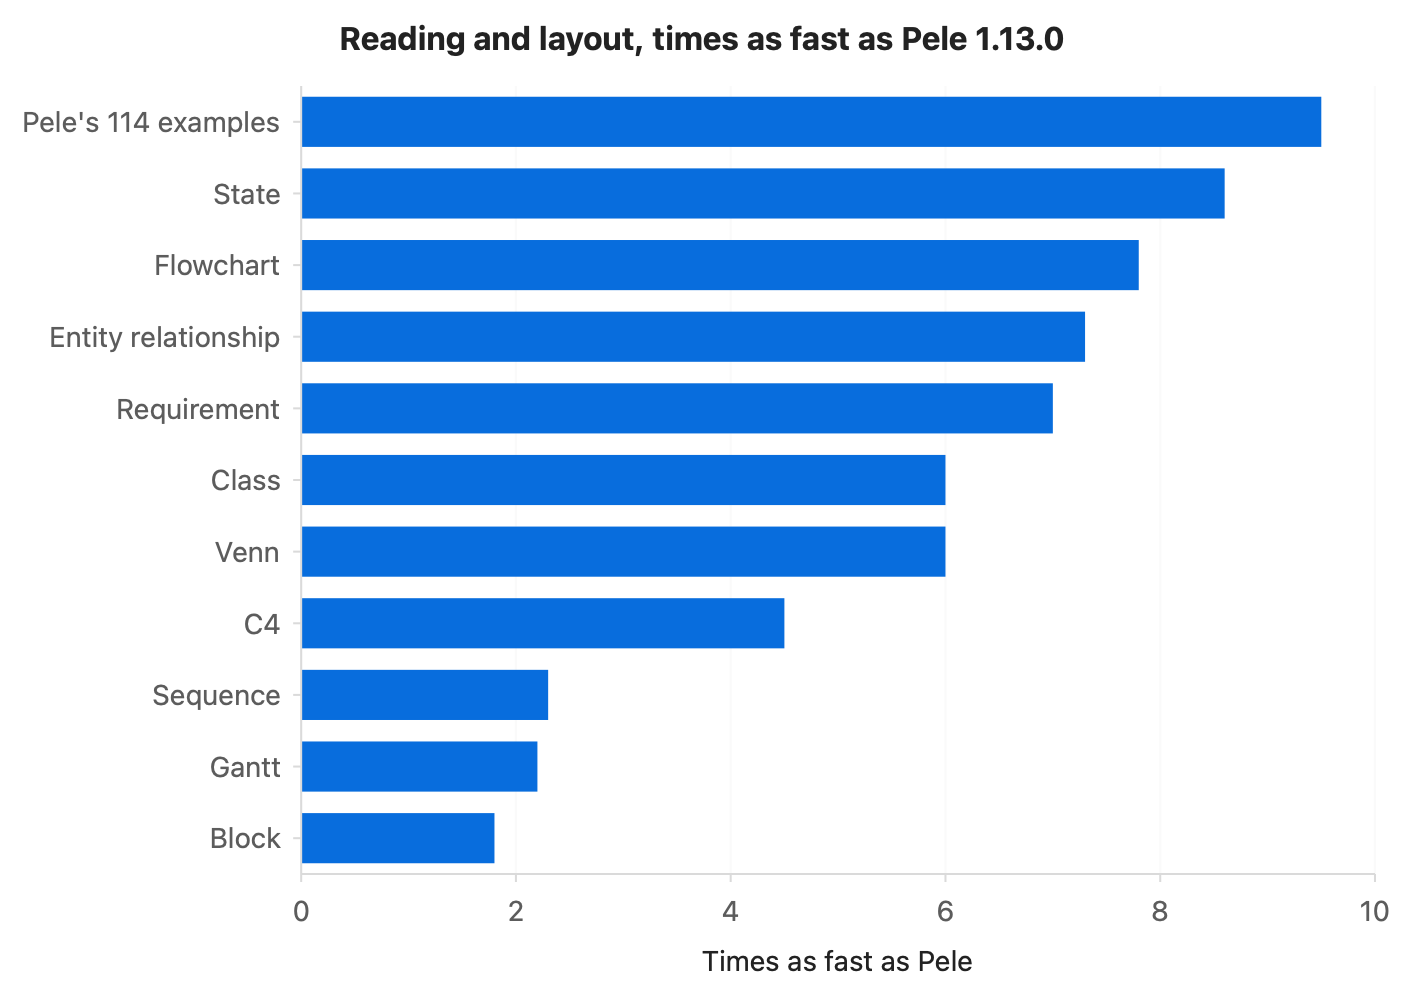 Reading and layout, times as fast as Pele 1.13.0
Pele's 114 examples
State
Flowchart
Entity relationship
Requirement
Class
Venn
C4
Sequence
Gantt
Block
0 2 4 6 8 10
Times as fast as Pele